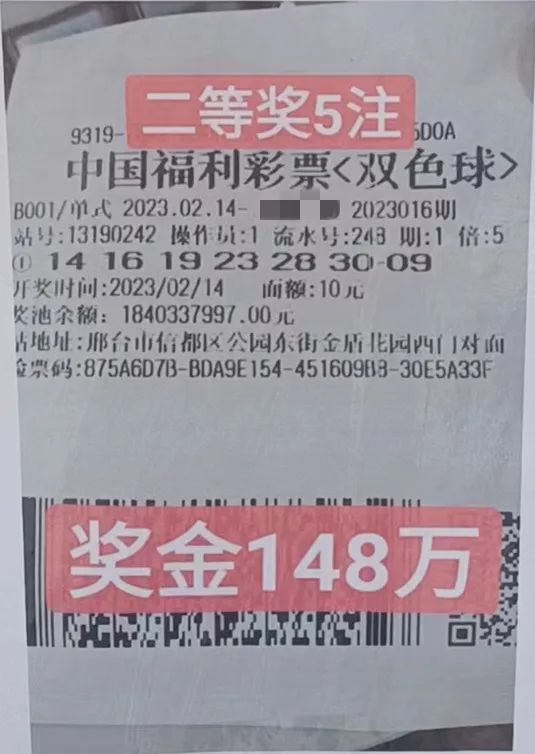 二等奖5注
9319-
5D0A
中国福利彩票<双色球>
B001/单式 2023.02.14- 2023016期
站号:13190242 操作员:1 流水号:248 期:1 倍:5
① 14 16 19 23 28 30-09
开奖时间:2023/02/14 面额:10元
奖池余额: 1840337997.00元
站地址:邢台市信都区公园东街金盾花园西门对面
验票码:875A6D7B-BDA9E154-451609B8-30E5A33F
奖金148万